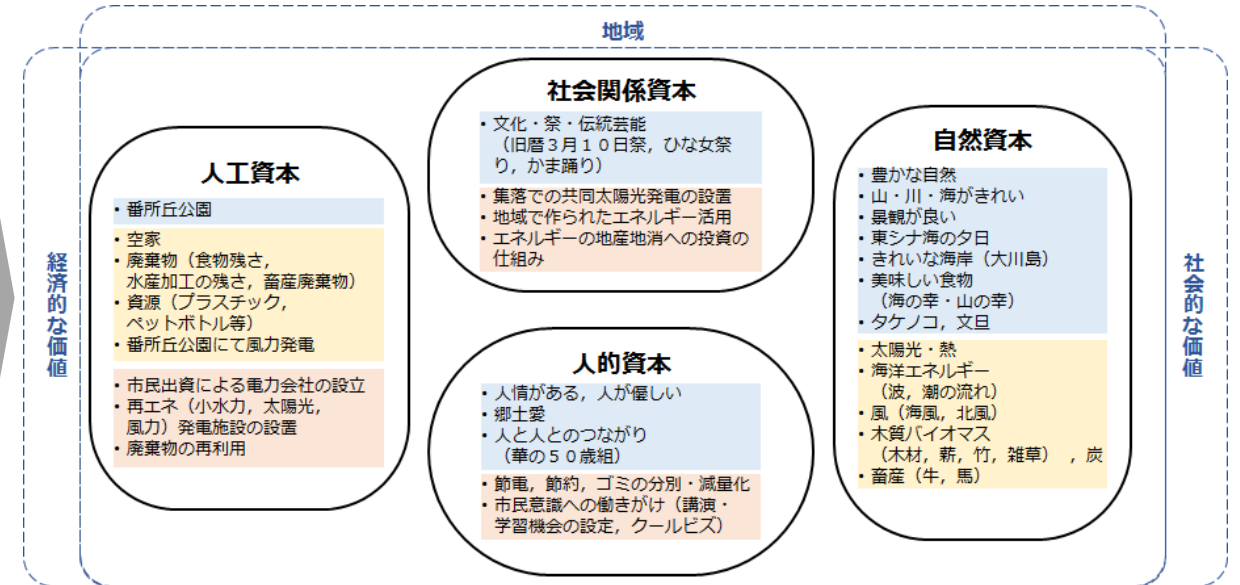 地域
経済的な価値
人工資本
・番所丘公園
・空家
・廃棄物（食物残さ，
水産加工の残さ，畜産廃棄物）
・資源（プラスチック，
ペットボトル等）
・番所丘公園にて風力発電
・市民出資による電力会社の設立
・再エネ（小水力，太陽光，
風力）発電施設の設置
・廃棄物の再利用
社会関係資本
・文化・祭・伝統芸能
（旧暦３月１０日祭，ひな女祭
り，かま踊り）
・集落での共同太陽光発電の設置
・地域で作られたエネルギー活用
・エネルギーの地産地消への投資の
仕組み
人的資本
・人情がある，人が優しい
・郷土愛
・人と人とのつながり
（華の５０歳組）
・節電，節約，ゴミの分別・減量化
・市民意識への働きがけ（講演・
学習機会の設定，クールビズ）
自然資本
・豊かな自然
・山・川・海がきれい
・景観が良い
・東シナ海の夕日
・きれいな海岸（大川島）
・美味しい食物
（海の幸・山の幸）
・タケノコ，文旦
・太陽光・熱
・海洋エネルギー
（波，潮の流れ）
・風（海風，北風）
・木質バイオマス
（木材，薪，竹，雑草），炭
・畜産（牛，馬）
社会的な価値